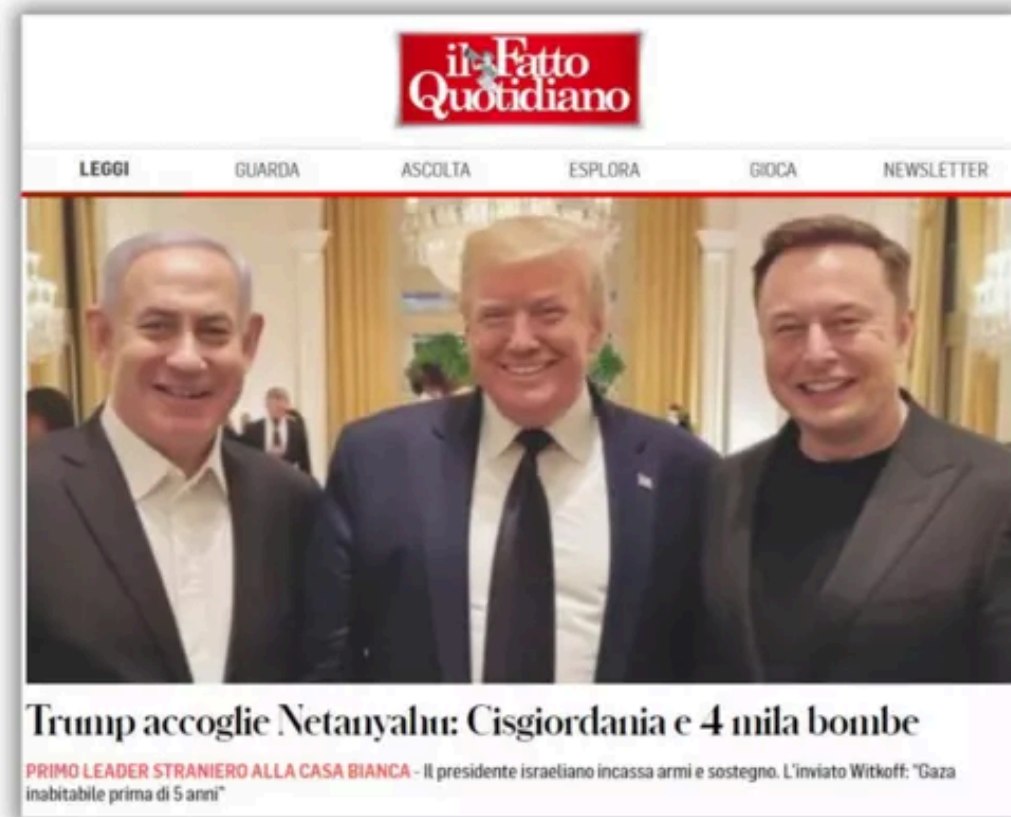 il Fatto
Quotidiano
LEGGI GUARDA ASCOLTA ESPLORA GIOCA NEWSLETTER
Trump accoglie Netanyahu: Cisgiordania e 4 mila bombe
PRIMO LEADER STRANIERO ALLA CASA BIANCA - Il presidente israeliano incassa armi e sostegno. L'inviato Witkoff: "Gaza
inabitabile prima di 5 anni"